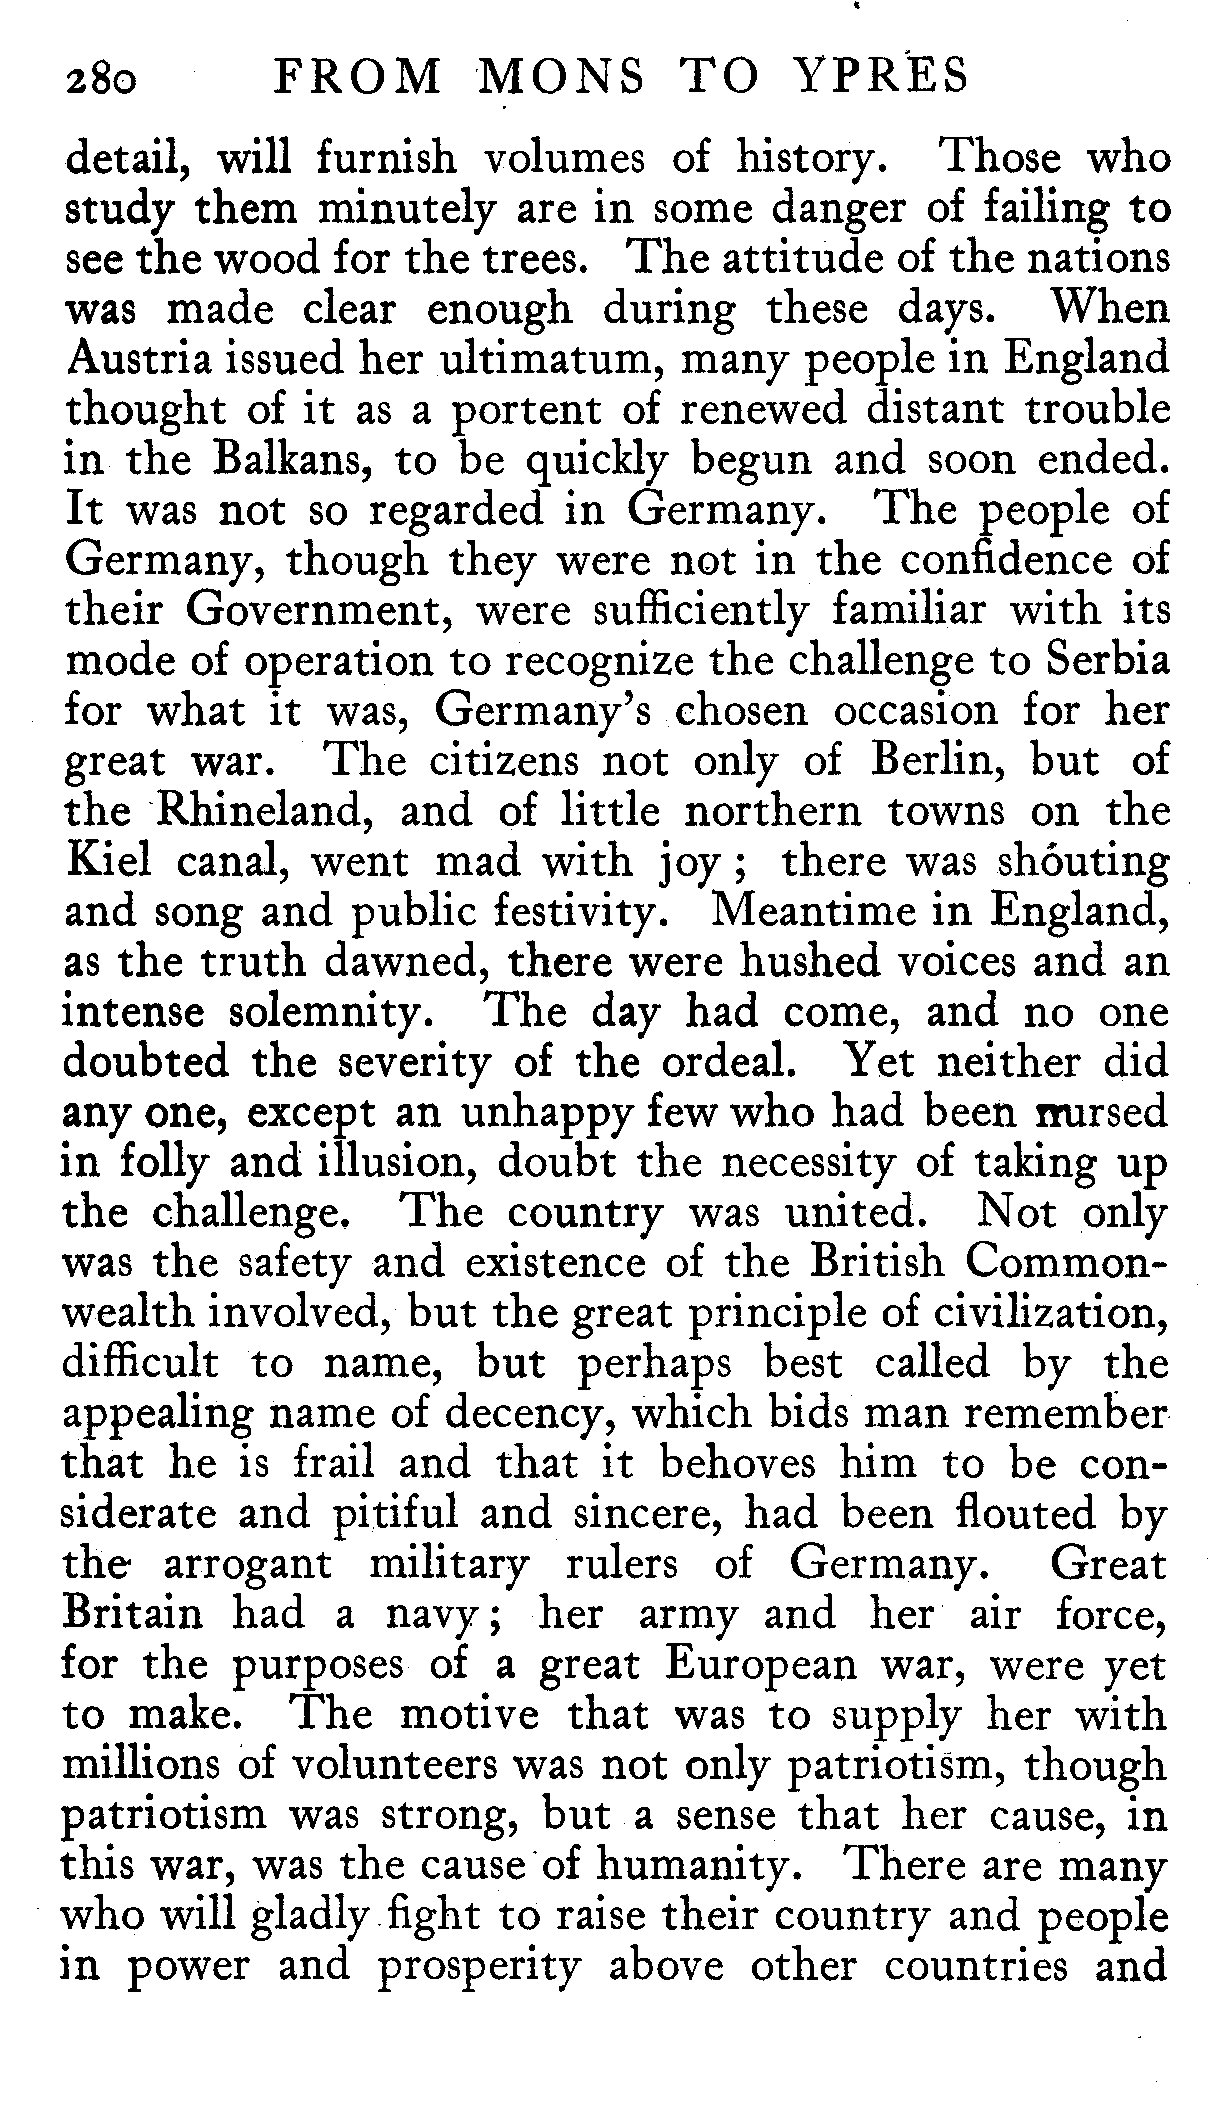 280 FROM MONS TO YPRES
detail, will furnish volumes of history. Those who
study them minutely are in some danger of failing to
see the wood for the trees. The attitude of the nations
was made clear enough during these days. When
Austria issued her ultimatum, many people in England
thought of it as a portent of renewed distant trouble
in the Balkans, to be quickly begun and soon ended.
It was not so regarded in Germany. The people of
Germany, though they were not in the confidence of
their Government, were sufficiently familiar with its
mode of operation to recognize the challenge to Serbia
for what it was, Germany's chosen occasion for her
great war. The citizens not only of Berlin, but of
the Rhineland, and of little northern towns on the
Kiel canal, went mad with joy ; there was shouting
and song and public festivity. Meantime in England,
as the truth dawned, there were hushed voices and an
intense solemnity. The day had come, and no one
doubted the severity of the ordeal. Yet neither did
any one, except an unhappy few who had been nursed
in folly and illusion, doubt the necessity of taking up
the challenge. The country was united. Not only
was the safety and existence of the British Common-
wealth involved, but the great principle of civilization,
difficult to name, but perhaps best called by the
appealing name of decency, which bids man remember
that he is frail and that it behoves him to be con-
siderate and pitiful and sincere, had been flouted by
the arrogant military rulers of Germany. Great
Britain had a navy ; her army and her air force,
for the purposes of a great European war, were yet
to make. The motive that was to supply her with
millions of volunteers was not only patriotism, though
patriotism was strong, but a sense that her cause, in
this war, was the cause of humanity. There are many
who will gladly fight to raise their country and people
in power and prosperity above other countries and